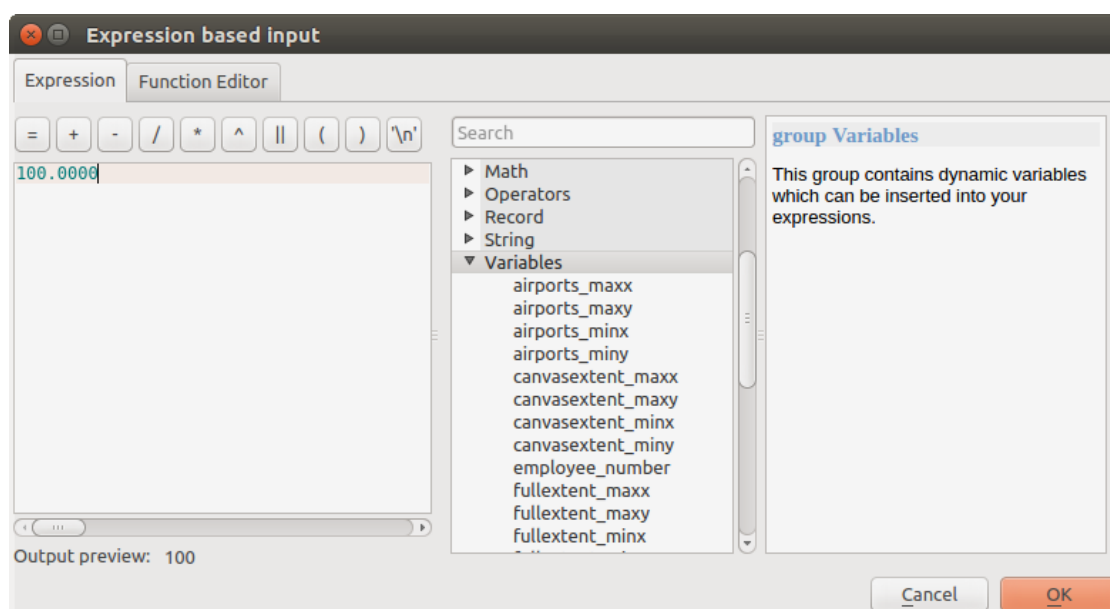 Expression based input
Expression
Function Editor
= + - / * ^ || ( ) '\n'
100.0000
Output preview: 100
Search
Math
Operators
Record
String
Variables
airports_maxx
airports_maxy
airports_minx
airports_miny
canvasextent_maxx
canvasextent_maxy
canvasextent_minx
canvasextent_miny
employee_number
fullextent_maxx
fullextent_maxy
fullextent_minx
group Variables
This group contains dynamic variables
which can be inserted into your
expressions.
Cancel
OK